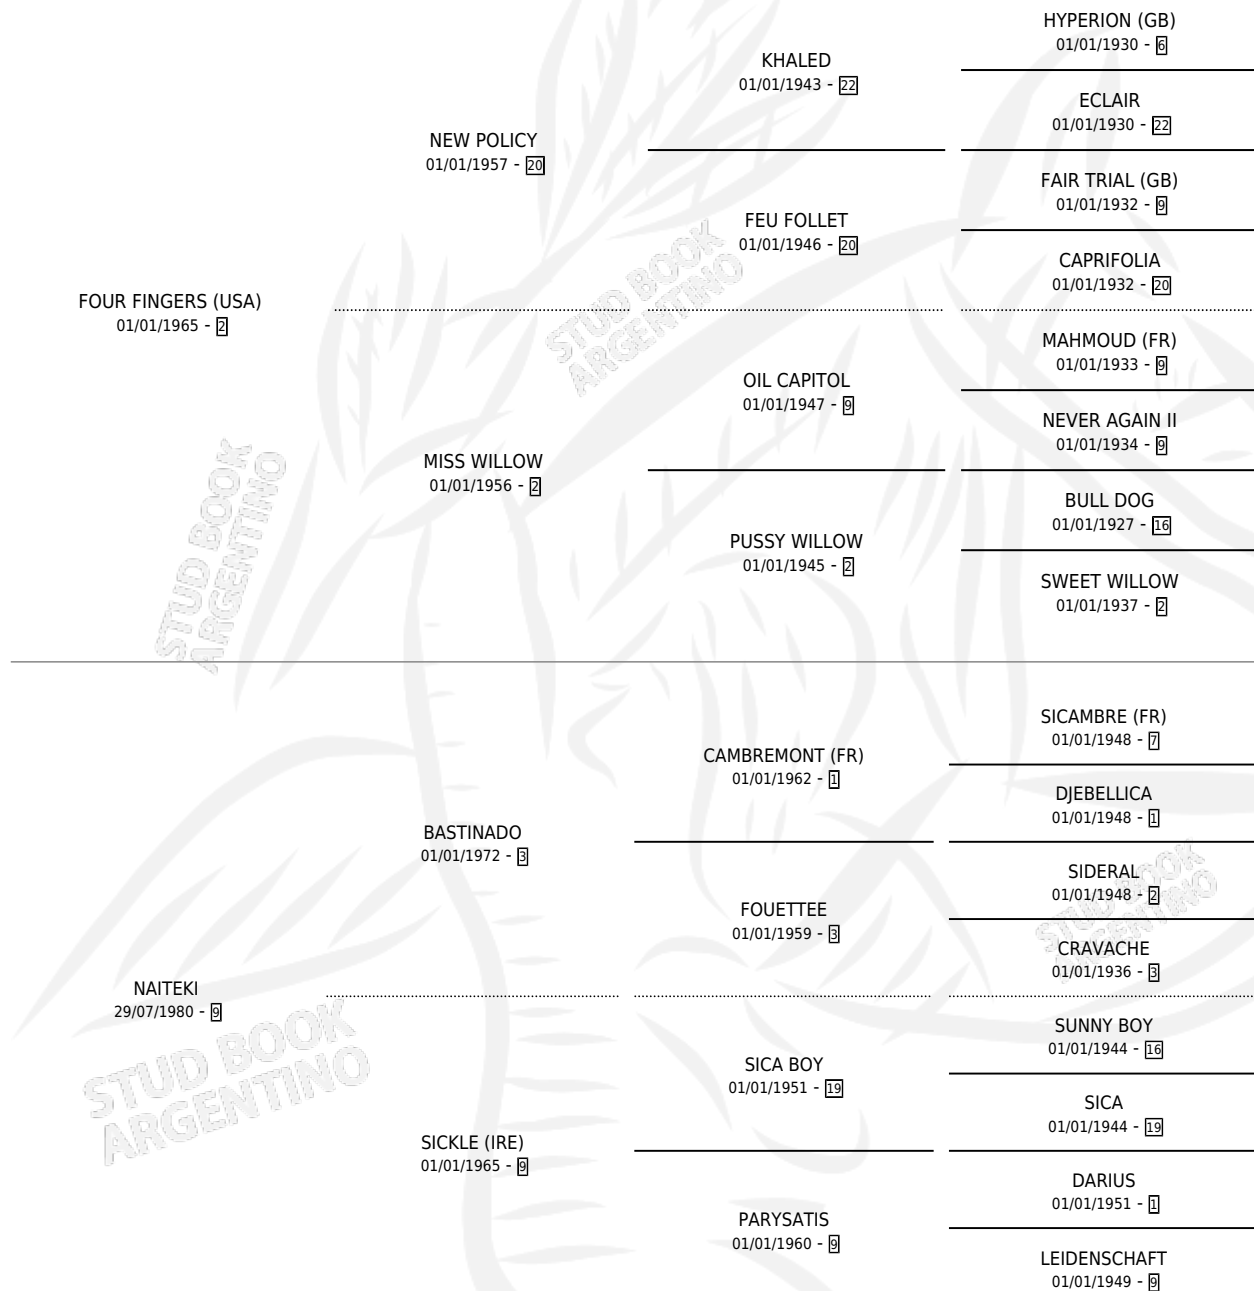 HYPERION (GB)
01/01/1930 - 6
KHALED
01/01/1943 - 22
ECLAIR
01/01/1930 - 22
NEW POLICY
01/01/1957 - 20
FAIR TRIAL (GB)
01/01/1932 - 9
FEU FOLLET
01/01/1946 - 20
CAPRIFOLIA
01/01/1932 - 20
FOUR FINGERS (USA)
01/01/1965 - 2
MAHMOUD (FR)
01/01/1933 - 9
OIL CAPITOL
01/01/1947 - 9
NEVER AGAIN II
01/01/1934 - 9
MISS WILLOW
01/01/1956 - 2
BULL DOG
01/01/1927 - 16
PUSSY WILLOW
01/01/1945 - 2
SWEET WILLOW
01/01/1937 - 2
STUD BOOK
ARGENTINO
STUD BOOK
ARGENTINO
SICAMBRE (FR)
01/01/1948 - 7
CAMBREMONT (FR)
01/01/1962 - 1
DJEBELLICA
01/01/1948 - 1
BASTINADO
01/01/1972 - 3
SIDERAL
01/01/1948 - 2
FOUETTEE
01/01/1959 - 3
CRAVACHE
01/01/1936 - 3
NAITEKI
29/07/1980 - 9
SUNNY BOY
01/01/1944 - 16
SICA BOY
01/01/1951 - 19
SICA
01/01/1944 - 19
SICKLE (IRE)
01/01/1965 - 9
DARIUS
01/01/1951 - 1
PARYSATIS
01/01/1960 - 9
LEIDENSCHAFT
01/01/1949 - 9
STUD BOOK
ARGENTINO
STUD BOOK
ARGENTINO